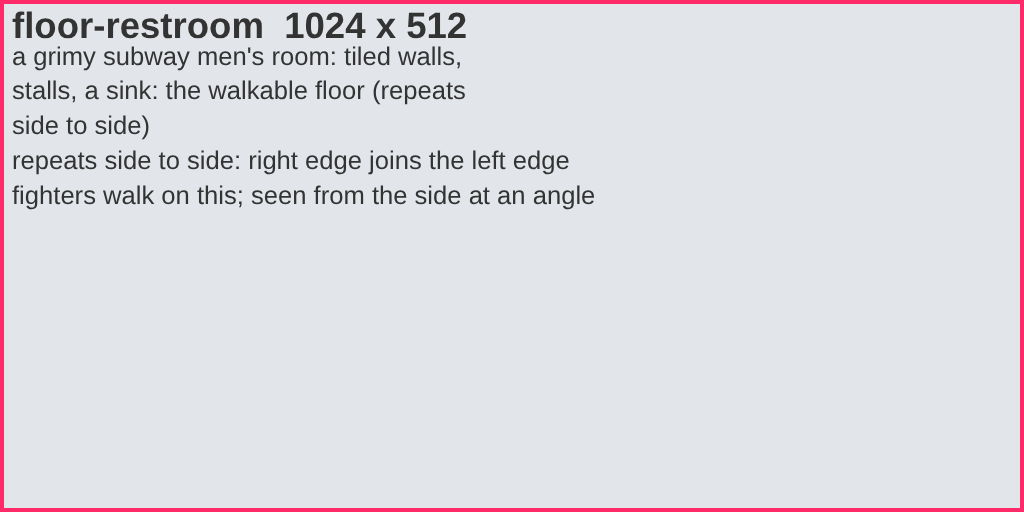 floor-restroom  1024 x 512
a grimy subway men's room: tiled walls,
stalls, a sink: the walkable floor (repeats
side to side)
repeats side to side: right edge joins the left edge
fighters walk on this; seen from the side at an angle